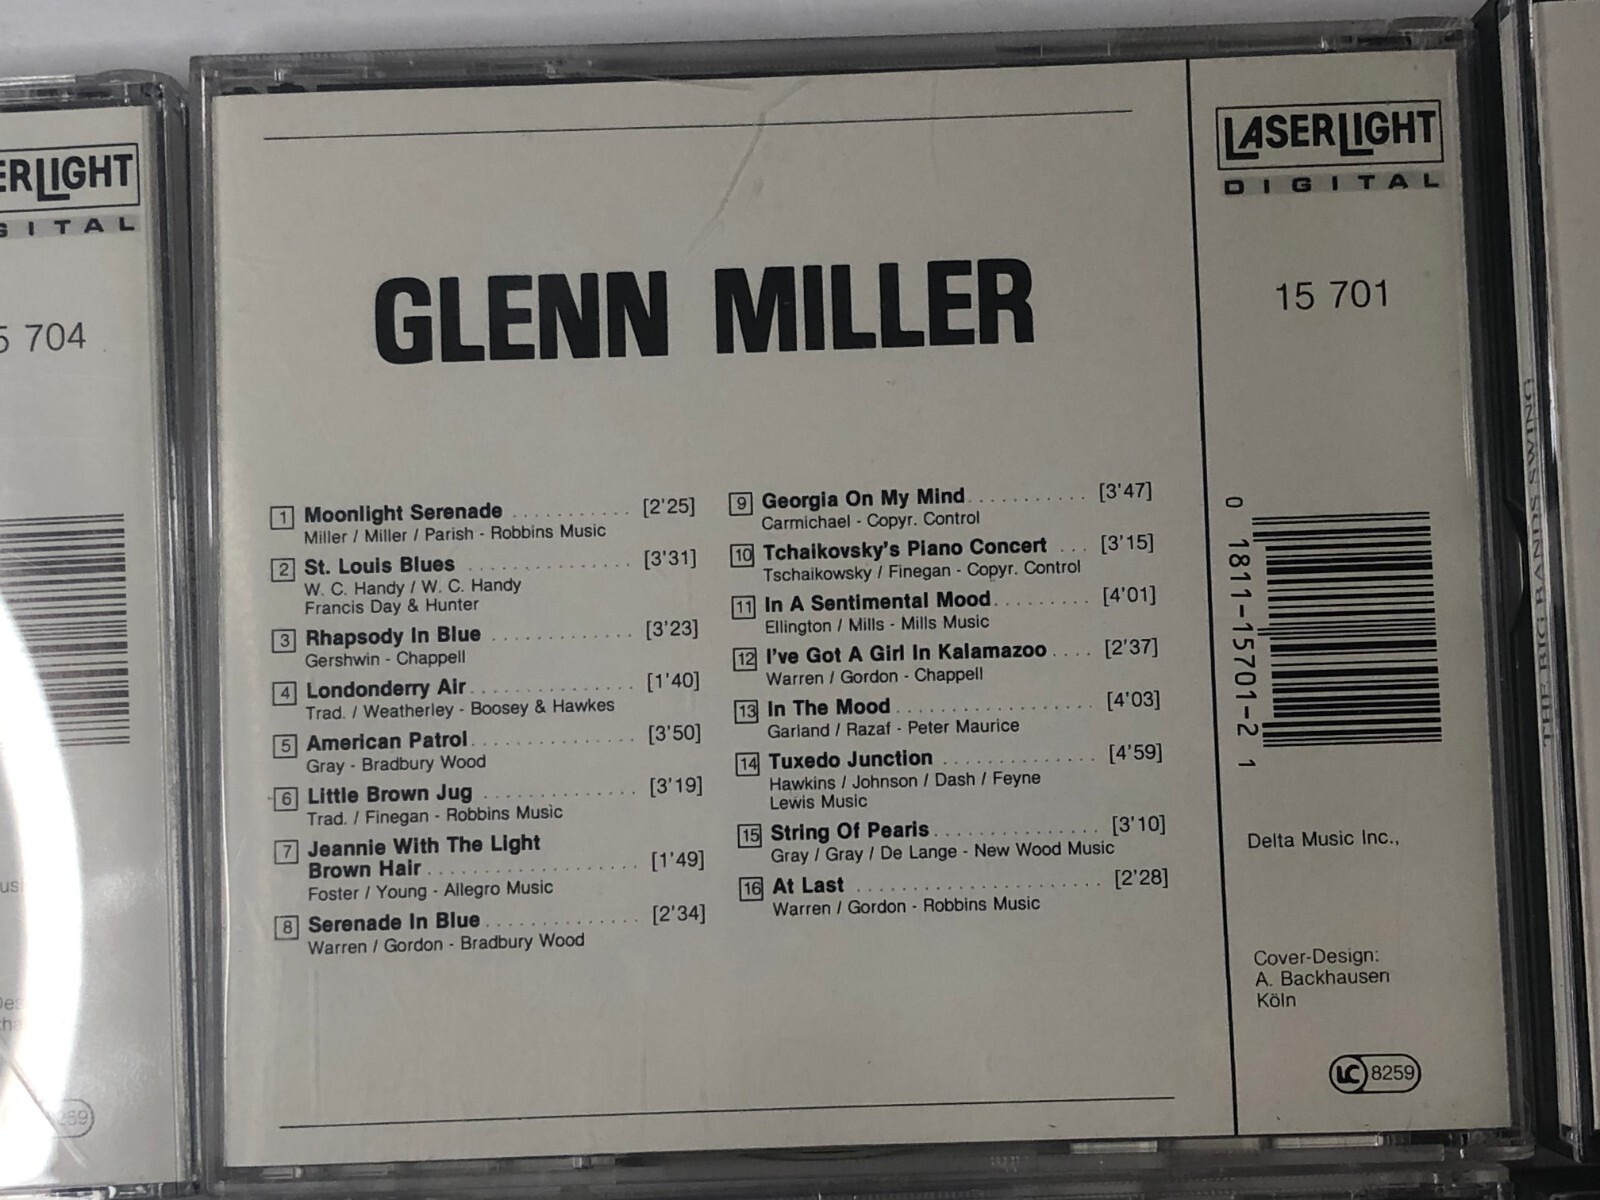 ERLIGHT
GITAL
5 704
GLENN MILLER
1 Moonlight Serenade ........... [2'25]
Miller / Miller / Parish - Robbins Music
2 St. Louis Blues ............... [3'31]
W. C. Handy / W. C. Handy
Francis Day & Hunter
3 Rhapsody In Blue ............. [3'23]
Gershwin - Chappell
4 Londonderry Air............... [1'40]
Trad. / Weatherley - Boosey & Hawkes
5 American Patrol............... [3'50]
Gray - Bradbury Wood
6 Little Brown Jug .............. [3'19]
Trad. / Finegan - Robbins Music
7 Jeannie With The Light
Brown Hair .................... [1'49]
Foster / Young - Allegro Music
8 Serenade In Blue.............. [2'34]
Warren / Gordon - Bradbury Wood
9 Georgia On My Mind........... [3'47]
Carmichael - Copyr. Control
10 Tchaikovsky's Piano Concert ... [3'15]
Tschaikowsky / Finegan - Copyr. Control
11 In A Sentimental Mood......... [4'01]
Ellington / Mills - Mills Music
12 I've Got A Girl In Kalamazoo .... [2'37]
Warren / Gordon - Chappell
13 In The Mood ................... [4'03]
Garland / Razaf - Peter Maurice
14 Tuxedo Junction .............. [4'59]
Hawkins / Johnson / Dash / Feyne
Lewis Music
15 String Of Pearls ............... [3'10]
Gray / Gray / De Lange - New Wood Music
16 At Last ....................... [2'28]
Warren / Gordon - Robbins Music
LASERLIGHT
DIGITAL
15 701
0 1811-15701-2 1
Delta Music Inc.,
Cover-Design:
A. Backhausen
Köln
LC 8259
THE BIG BANDS SWING